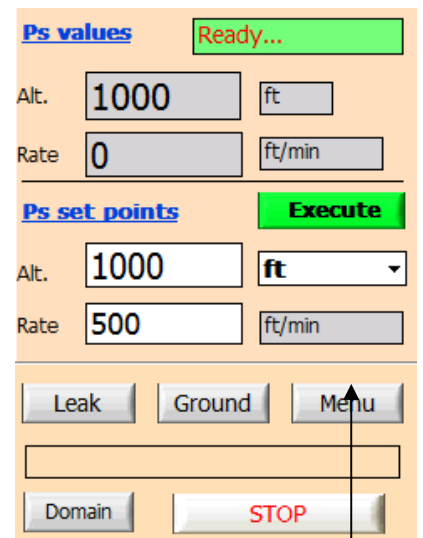 Ps values Ready...
Alt. 1000 ft
Rate 0 ft/min
Ps set points Execute
Alt. 1000 ft
Rate 500 ft/min
Leak Ground Menu
Domain STOP